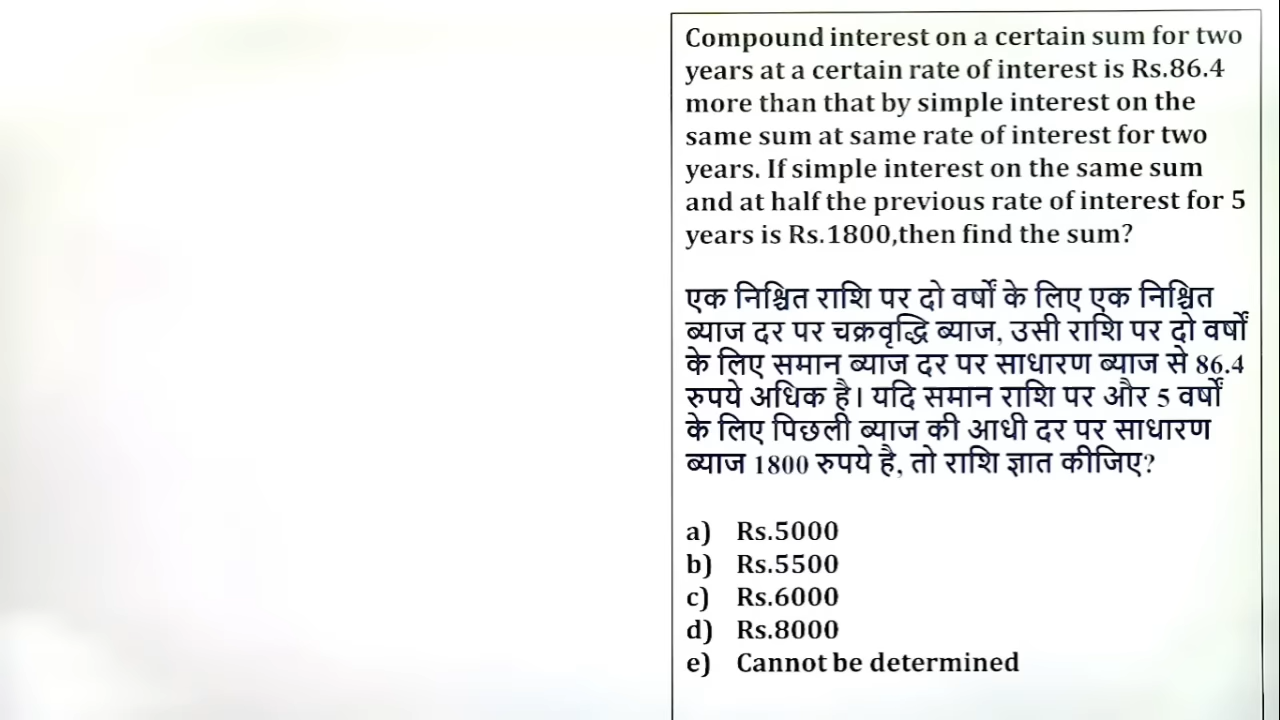 Compound interest on a certain sum for two
years at a certain rate of interest is Rs.86.4
more than that by simple interest on the
same sum at same rate of interest for two
years. If simple interest on the same sum
and at half the previous rate of interest for 5
years is Rs.1800,then find the sum?
एक निश्चित राशि पर दो वर्षों के लिए एक निश्चित
ब्याज दर पर चक्रवृद्धि ब्याज, उसी राशि पर दो वर्षों
के लिए समान ब्याज दर पर साधारण ब्याज से 86.4
रुपये अधिक है। यदि समान राशि पर और 5 वर्षों
के लिए पिछली ब्याज की आधी दर पर साधारण
ब्याज 1800 रुपये है, तो राशि ज्ञात कीजिए?
a) Rs.5000
b) Rs.5500
c) Rs.6000
d) Rs.8000
e) Cannot be determined